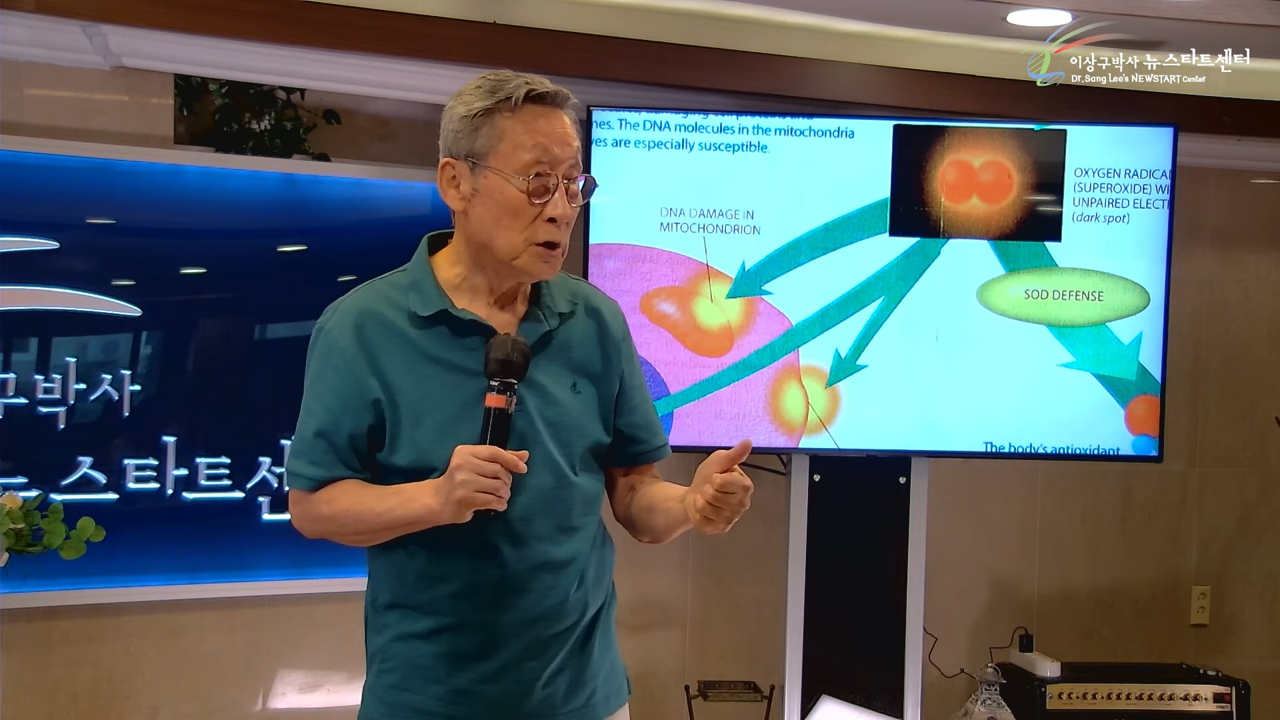 이상구박사 뉴스타트센터
Dr. Sang Lee's NEWSTART Center
nes. The DNA molecules in the mitochondria
ves are especially susceptible.
DNA DAMAGE IN
MITOCHONDRION
OXYGEN RADICA
(SUPEROXIDE) WI
UNPAIRED ELECT
(dark spot)
SOD DEFENSE
The body's antioxidant
구박사
뉴스타트센